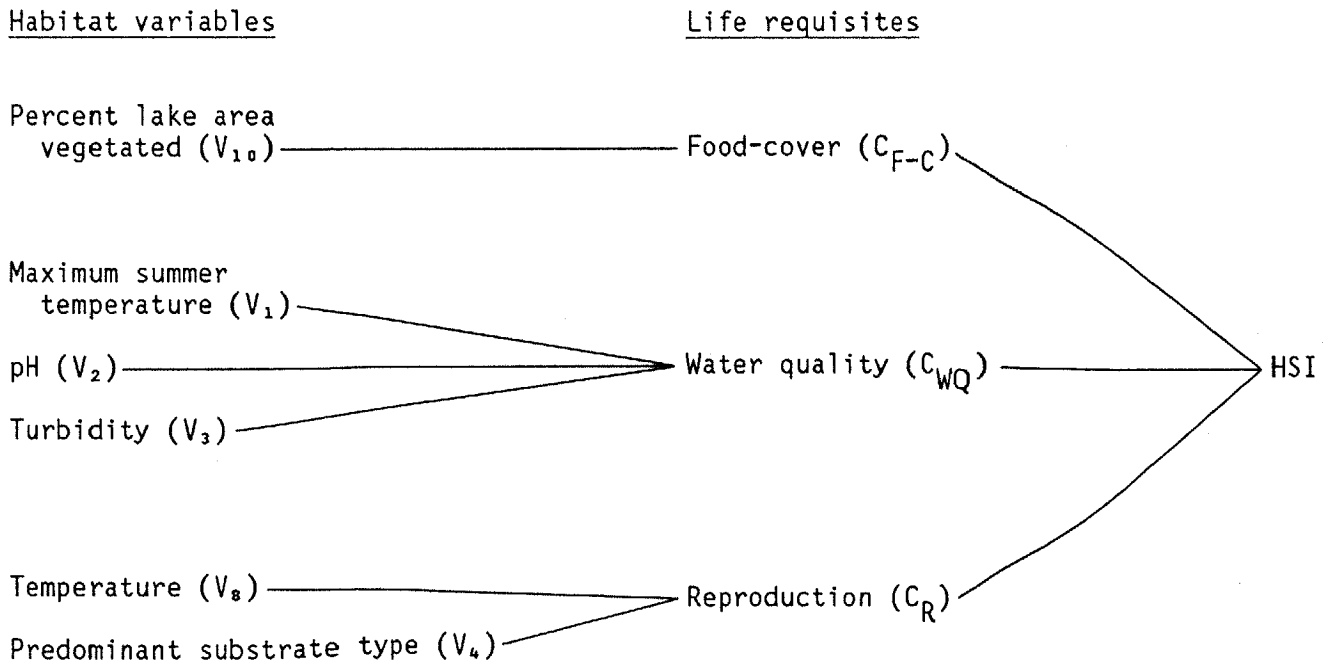 Habitat variables
Life requisites
Percent lake area
vegetated (V₁₀)
Food-cover (C_F-C)
Maximum summer
temperature (V₁)
pH (V₂)
Water quality (C_WQ)
HSI
Turbidity (V₃)
Temperature (V₈)
Reproduction (C_R)
Predominant substrate type (V₄)